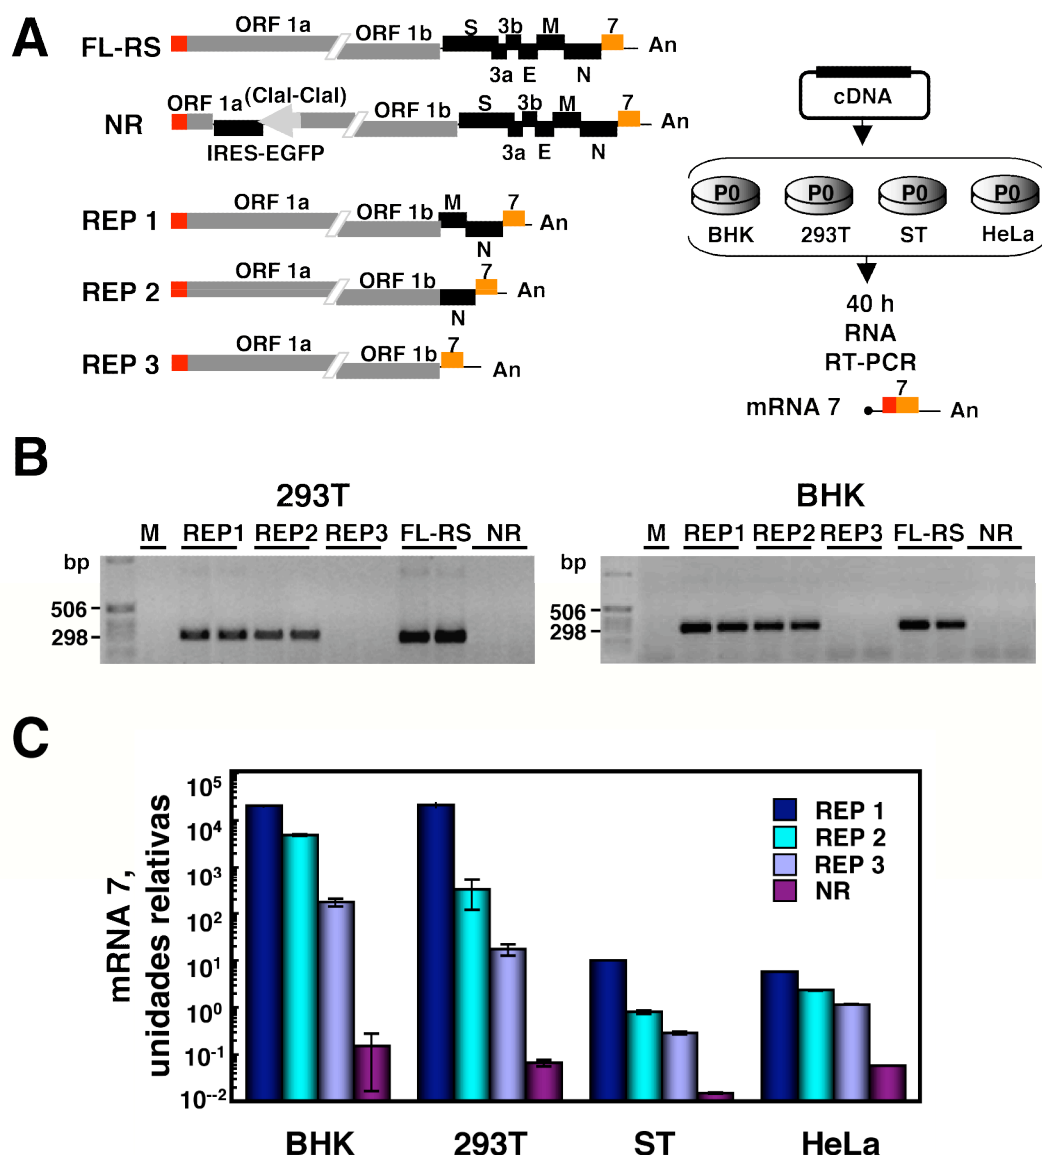 A
FL-RS
ORF 1a
ORF 1b
S
3b
M
7
An
3a
E
N
NR
ORF 1a
(ClaI-ClaI)
ORF 1b
S
3b
M
7
An
IRES-EGFP
3a
E
N
REP 1
ORF 1a
ORF 1b
M
7
An
N
REP 2
ORF 1a
ORF 1b
7
An
N
REP 3
ORF 1a
ORF 1b
7
An
cDNA
P0 P0 P0 P0
BHK 293T ST HeLa
40 h
RNA
RT-PCR
mRNA 7
7
An
B
293T
M REP1 REP2 REP3 FL-RS NR
bp
506
298
BHK
M REP1 REP2 REP3 FL-RS NR
bp
506
298
C
mRNA 7,
unidades relativas
10^5
10^4
10^3
10^2
10^1
10^0
10^-1
10^--2
REP 1
REP 2
REP 3
NR
BHK 293T ST HeLa